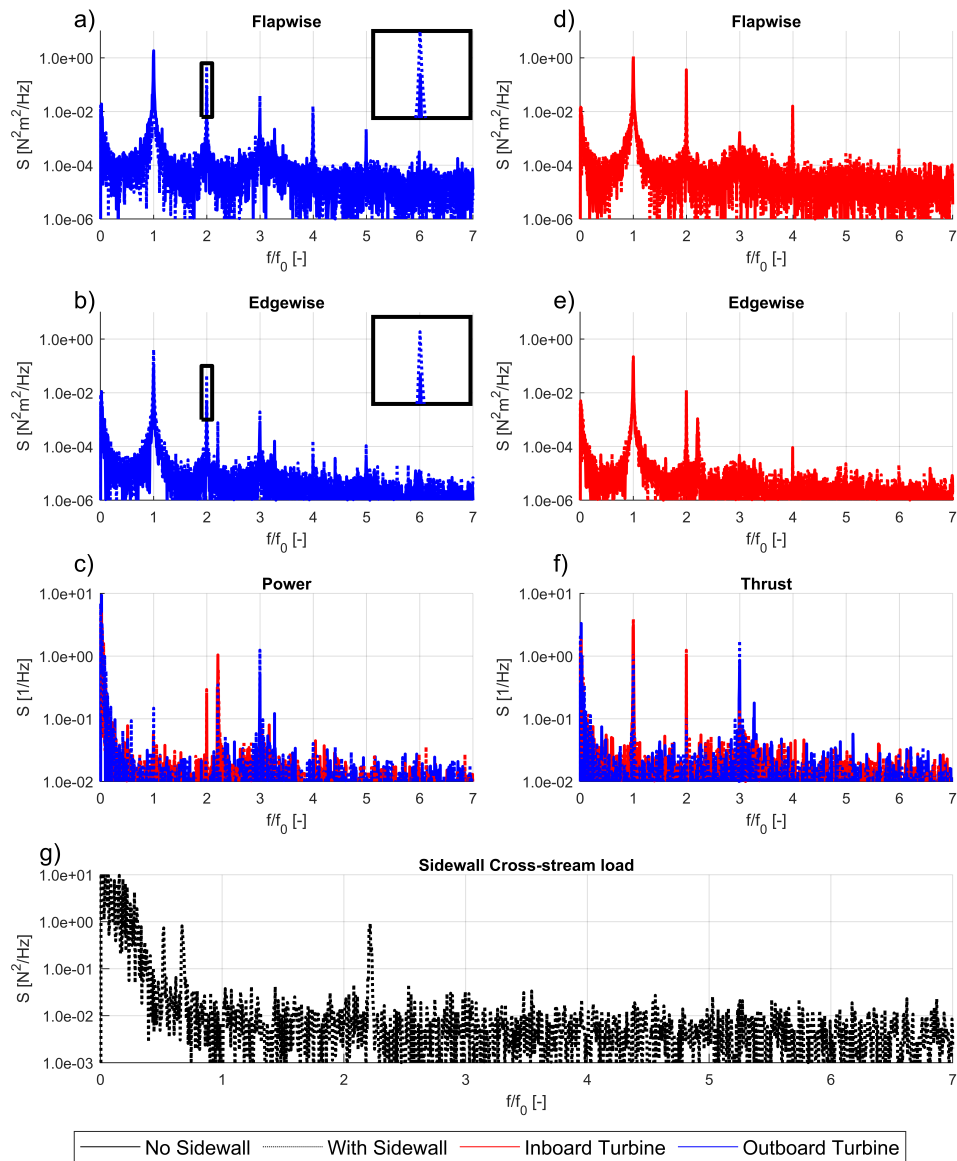 a)
Flapwise
S [N²m²/Hz]
1.0e+00
1.0e-02
1.0e-04
1.0e-06
0 1 2 3 4 5 6 7
f/f₀ [-]
d)
Flapwise
S [N²m²/Hz]
1.0e+00
1.0e-02
1.0e-04
1.0e-06
0 1 2 3 4 5 6 7
f/f₀ [-]
b)
Edgewise
S [N²m²/Hz]
1.0e+00
1.0e-02
1.0e-04
1.0e-06
0 1 2 3 4 5 6 7
f/f₀ [-]
e)
Edgewise
S [N²m²/Hz]
1.0e+00
1.0e-02
1.0e-04
1.0e-06
0 1 2 3 4 5 6 7
f/f₀ [-]
c)
Power
S [1/Hz]
1.0e+01
1.0e+00
1.0e-01
1.0e-02
0 1 2 3 4 5 6 7
f/f₀ [-]
f)
Thrust
S [1/Hz]
1.0e+01
1.0e+00
1.0e-01
1.0e-02
0 1 2 3 4 5 6 7
f/f₀ [-]
g)
Sidewall Cross-stream load
S [N²/Hz]
1.0e+01
1.0e+00
1.0e-01
1.0e-02
1.0e-03
0 1 2 3 4 5 6 7
f/f₀ [-]
No Sidewall With Sidewall Inboard Turbine Outboard Turbine